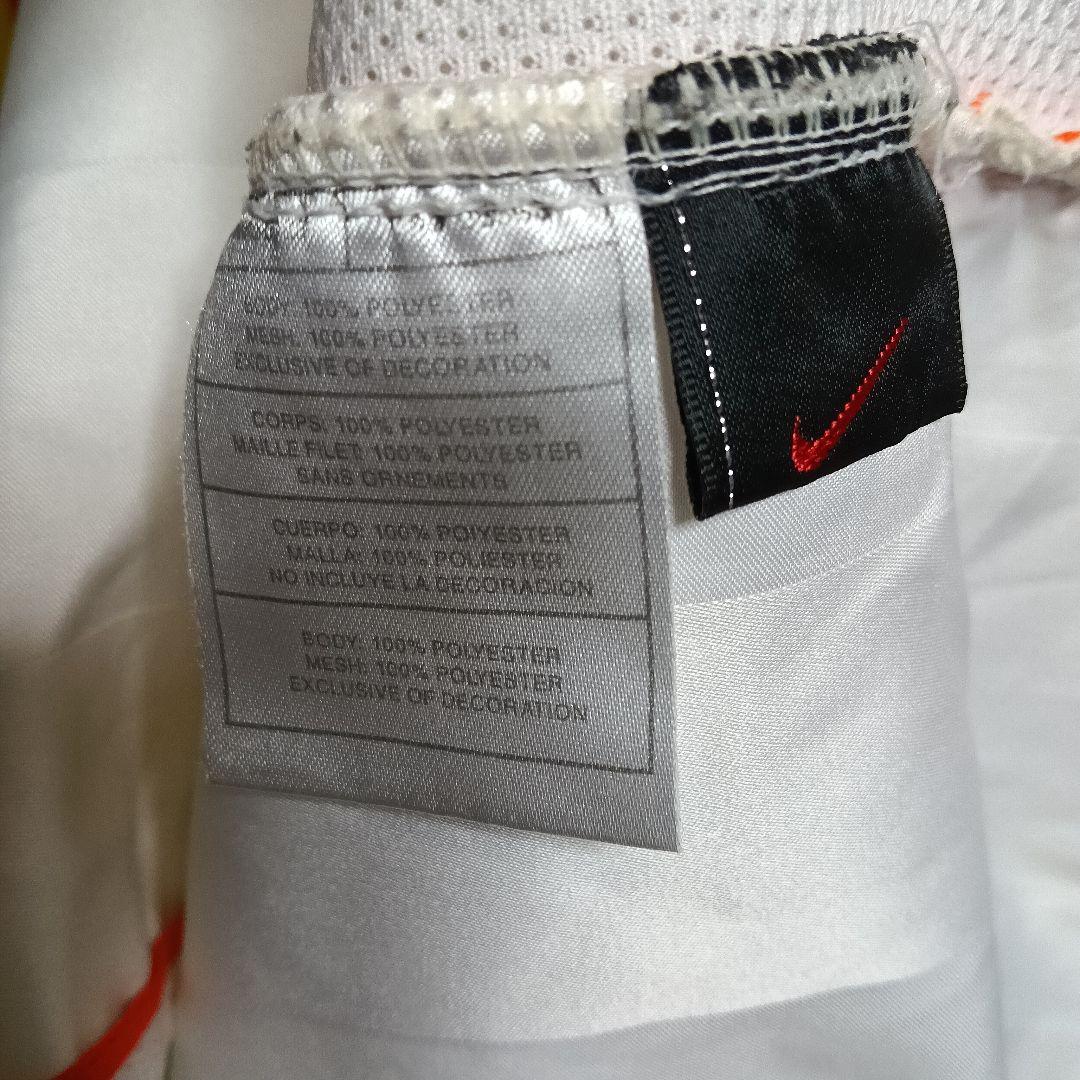 BODY: 100% POLYESTER
MESH: 100% POLYESTER
EXCLUSIVE OF DECORATION
CORPS: 100% POLYESTER
MAILLE FILET 100% POLYESTER
SANS ORNEMENTS
CUERPO: 100% POIYESTER
MALLA: 100% POLIESTER
NO INCLUYE LA DECORACION
BODY: 100% POLYESTER
MESH: 100% POLYESTER
EXCLUSIVE OF DECORATION